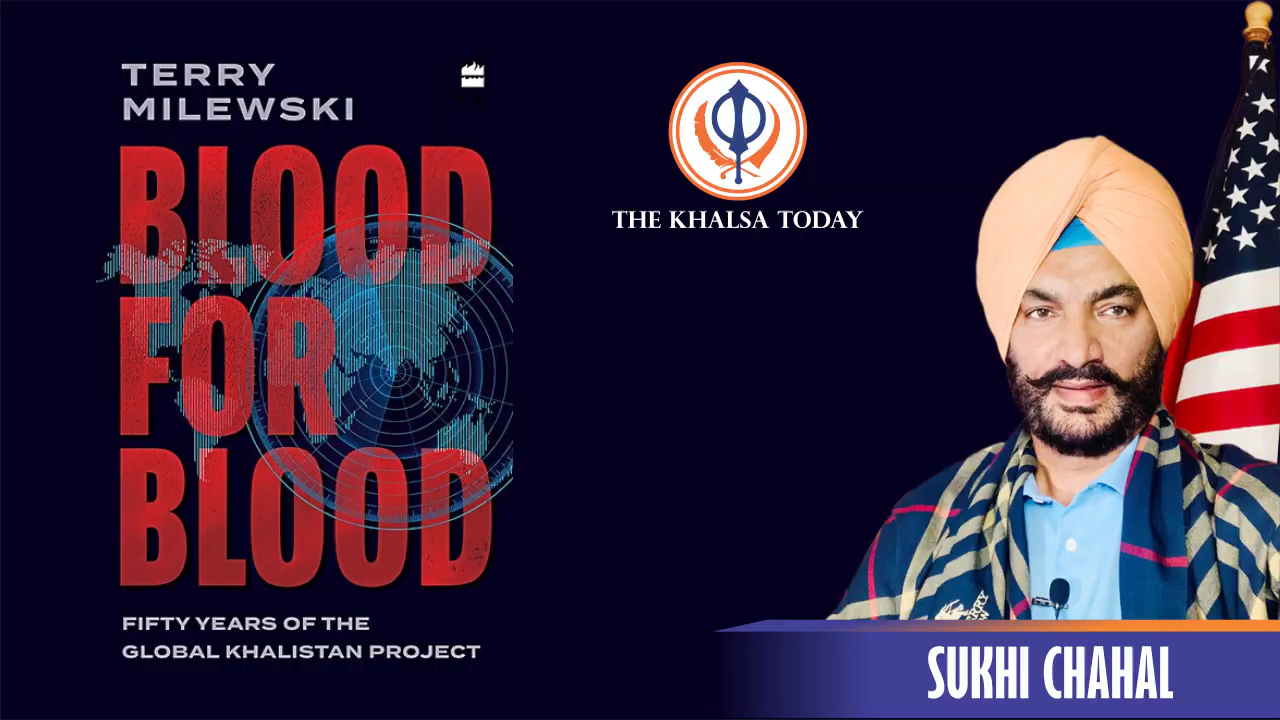 TERRY
MILEWSKI
BLOOD
FOR
BLOOD
FIFTY YEARS OF THE
GLOBAL KHALISTAN PROJECT
THE KHALSA TODAY
SUKHI CHAHAL